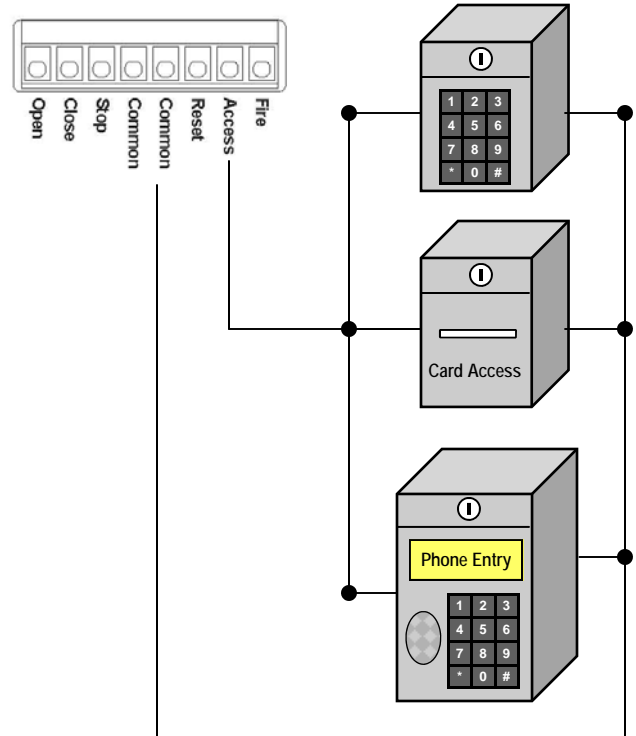 Open
Close
Stop
Common
Common
Reset
Access
Fire
1 2 3
4 5 6
7 8 9
* 0 #
Card Access
Phone Entry
1 2 3
4 5 6
7 8 9
* 0 #